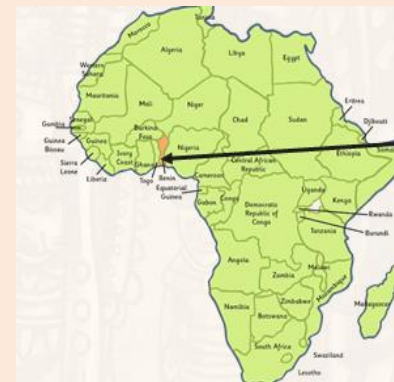 Tunisia
Morocco
Algeria
Libya
Egypt
Western
Sahara
Mauritania
Mali
Niger
Chad
Sudan
Eritrea
Djibouti
Senegal
Gambia
Guinea
Bissau
Guinea
Sierra
Leone
Liberia
Ivory
Coast
Burkina
Faso
Ghana
Togo
Benin
Nigeria
Cameroon
Central African
Republic
Ethiopia
Equatorial
Guinea
Gabon
Congo
Democratic
Republic of
Congo
Uganda
Kenya
Rwanda
Burundi
Tanzania
Angola
Zambia
Malawi
Mozambique
Namibia
Botswana
Zimbabwe
Madagascar
South Africa
Swaziland
Lesotho